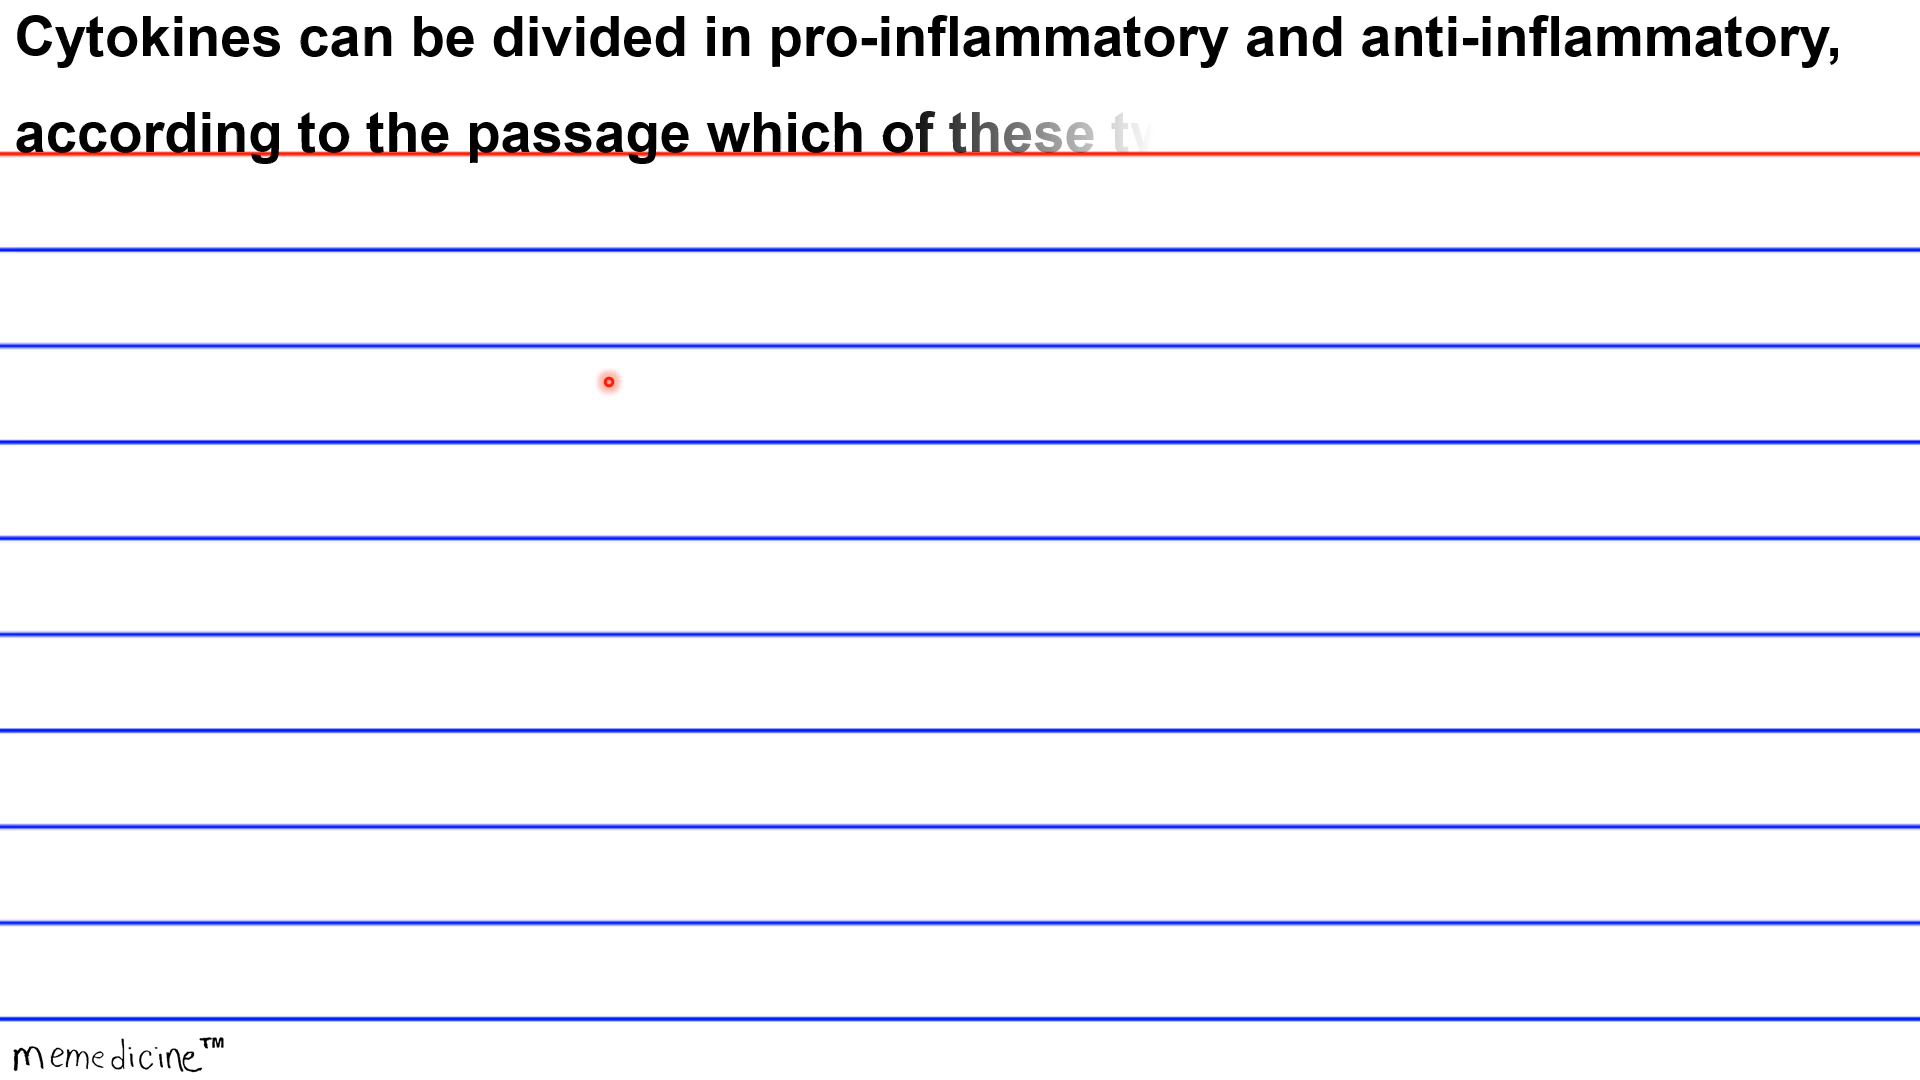 Cytokines can be divided in pro-inflammatory and anti-inflammatory,
according to the passage which of these
memedicine™